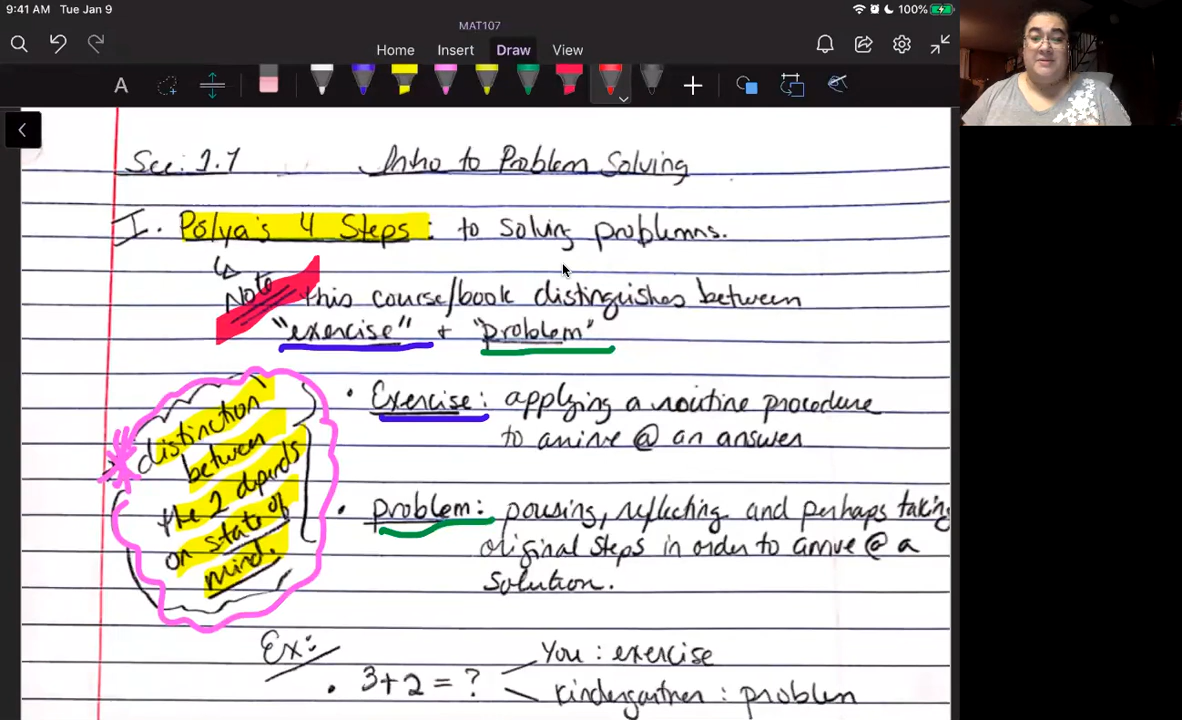 9:41 AM Tue Jan 9
100%
MAT107
Home Insert Draw View
Sec: 1.1 Intro to Problem Solving
I. Polya's 4 Steps: to solving problems.
Note this course/book distinguishes between
"exercise" + "problem"
• Exercise: applying a routine procedure
to arrive @ an answer
distinction
between
the 2 depends
on state of
mind.
• problem: pausing, reflecting and perhaps taking
original steps in order to arrive @ a
solution.
Ex:
• 3+2 = ?
You : exercise
kindergartner : problem